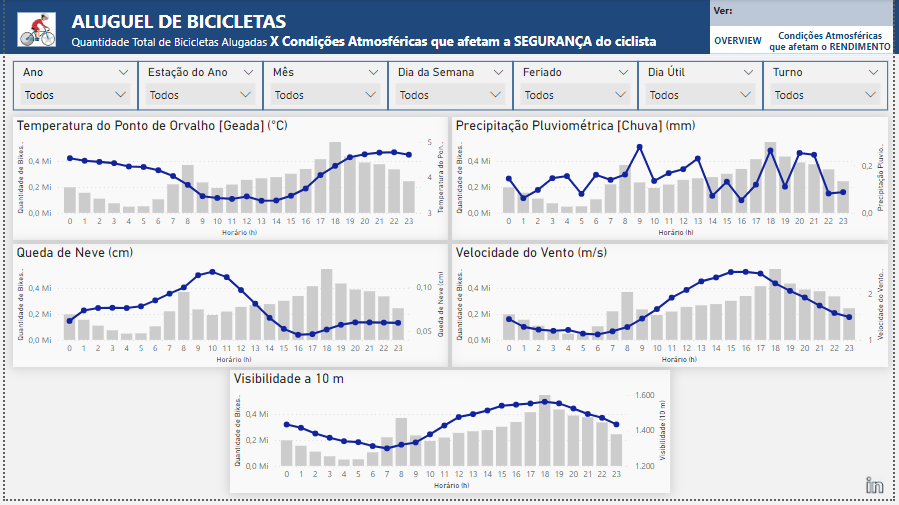 ALUGUEL DE BICICLETAS
Quantidade Total de Bicicletas Alugadas X Condições Atmosféricas que afetam a SEGURANÇA do ciclista
Ver:
OVERVIEW
Condições Atmosféricas
que afetam o RENDIMENTO
Ano
Todos
Estação do Ano
Todos
Mês
Todos
Dia da Semana
Todos
Feriado
Todos
Dia Útil
Todos
Turno
Todos
Temperatura do Ponto de Orvalho [Geada] (°C)
Quantidade de Bikes...
0,4 Mi
0,2 Mi
0,0 Mi
0 1 2 3 4 5 6 7 8 9 10 11 12 13 14 15 16 17 18 19 20 21 22 23
Horário (h)
5
4
3
Temperatura do Pon...
Precipitação Pluviométrica [Chuva] (mm)
Quantidade de Bikes...
0,4 Mi
0,2 Mi
0,0 Mi
0 1 2 3 4 5 6 7 8 9 10 11 12 13 14 15 16 17 18 19 20 21 22 23
Horário (h)
0,2
0,0
Precipitação Pluvio...
Queda de Neve (cm)
Quantidade de Bikes...
0,4 Mi
0,2 Mi
0,0 Mi
0 1 2 3 4 5 6 7 8 9 10 11 12 13 14 15 16 17 18 19 20 21 22 23
Horário (h)
0,10
0,05
Queda de Neve (cm)
Velocidade do Vento (m/s)
Quantidade de Bikes...
0,4 Mi
0,2 Mi
0,0 Mi
0 1 2 3 4 5 6 7 8 9 10 11 12 13 14 15 16 17 18 19 20 21 22 23
Horário (h)
2
1
Velocidade do Vento...
Visibilidade a 10 m
Quantidade de Bikes...
0,4 Mi
0,2 Mi
0,0 Mi
0 1 2 3 4 5 6 7 8 9 10 11 12 13 14 15 16 17 18 19 20 21 22 23
Horário (h)
1.600
1.400
1.200
Visibilidade (10 m)
in